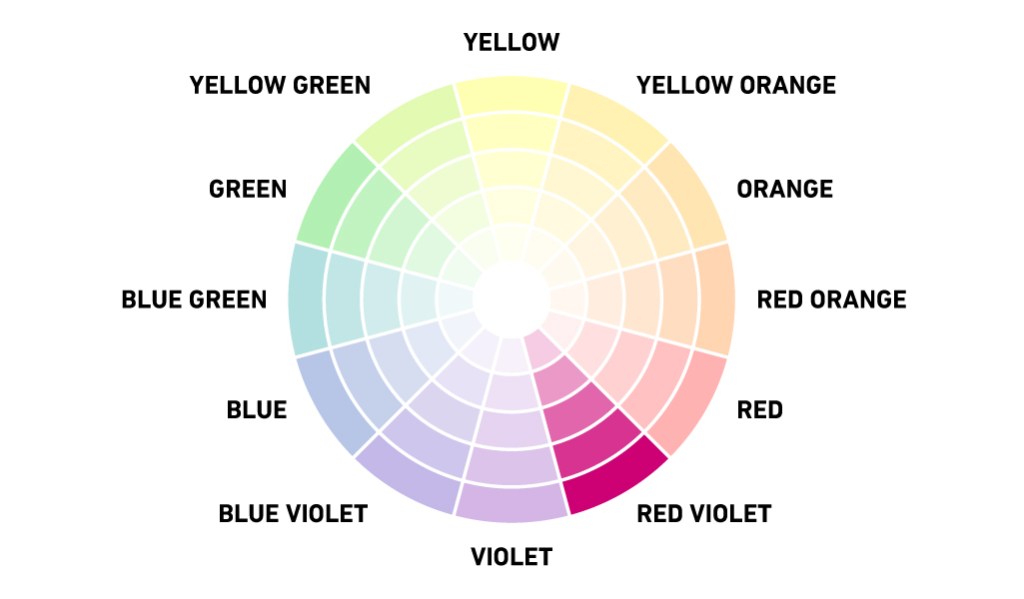 YELLOW
YELLOW GREEN
YELLOW ORANGE
GREEN
ORANGE
BLUE GREEN
RED ORANGE
BLUE
RED
BLUE VIOLET
RED VIOLET
VIOLET